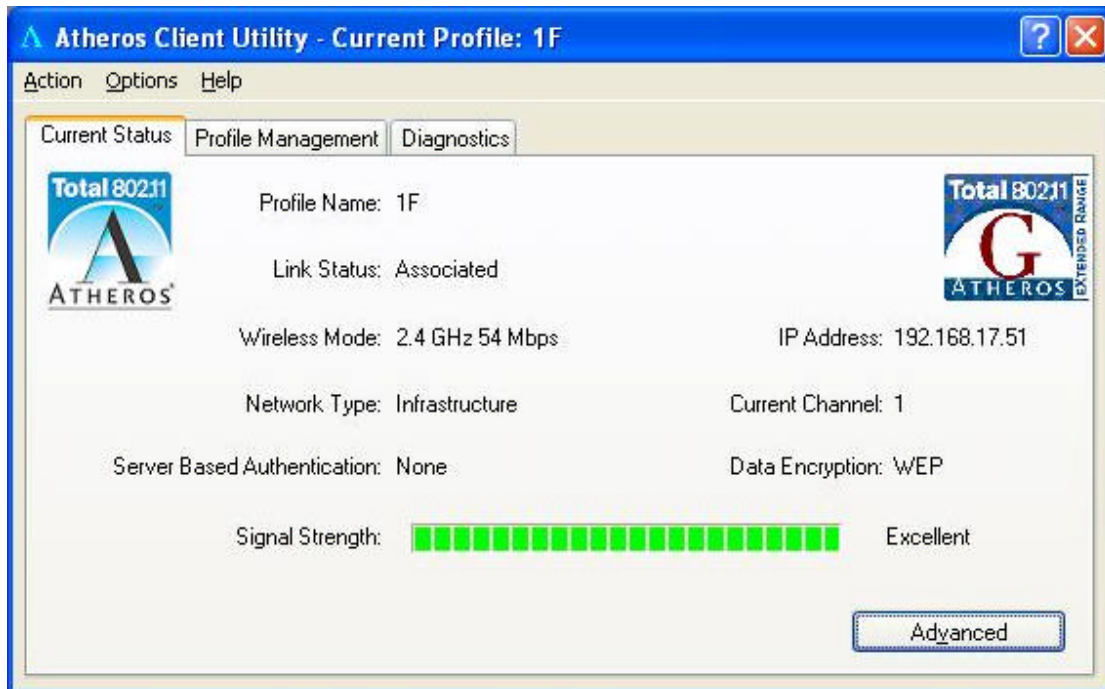 Atheros Client Utility - Current Profile: 1F
?
Action Options Help
Current Status Profile Management Diagnostics
Total 802.11
ATHEROS
Profile Name: 1F
Total 802.11
G
ATHEROS
EXTENDED RANGE
Link Status: Associated
Wireless Mode: 2.4 GHz 54 Mbps
IP Address: 192.168.17.51
Network Type: Infrastructure
Current Channel: 1
Server Based Authentication: None
Data Encryption: WEP
Signal Strength:
Excellent
Advanced